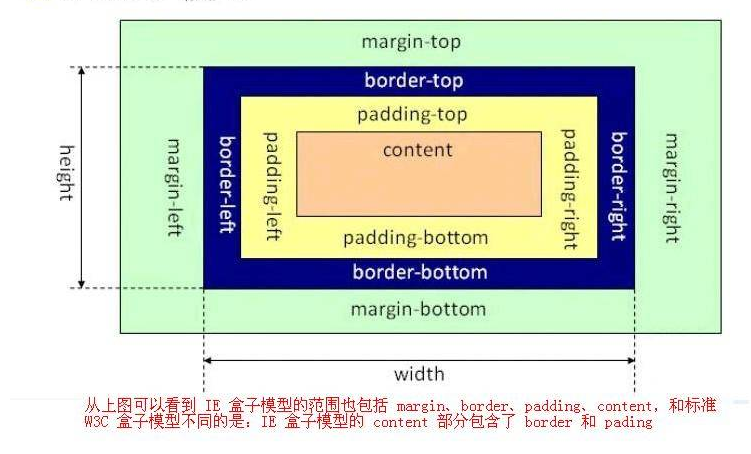 margin-top
border-top
padding-top
content
height
margin-left
border-left
padding-left
padding-right
border-right
margin-right
padding-bottom
border-bottom
margin-bottom
width
从上图可以看到 IE 盒子模型的范围也包括 margin、border、padding、content，和标准
W3C 盒子模型不同的是：IE 盒子模型的 content 部分包含了 border 和 pading